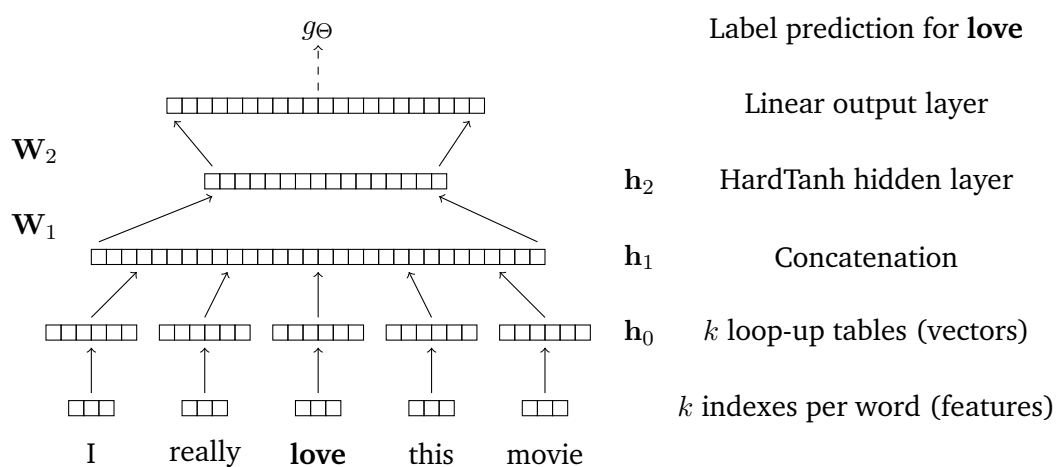 g_Θ Label prediction for love
Linear output layer
W₂
h₂ HardTanh hidden layer
W₁
h₁ Concatenation
h₀ k loop-up tables (vectors)
k indexes per word (features)
I really love this movie